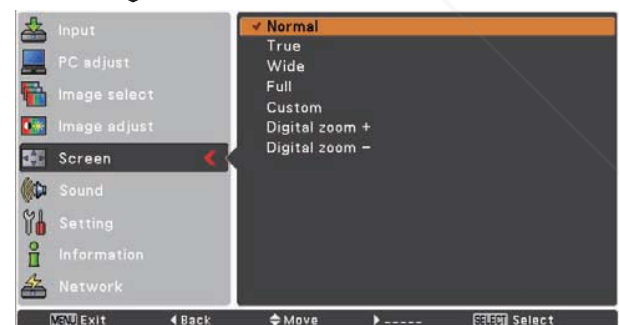 Input
PC adjust
Image select
Image adjust
Screen
Sound
Setting
Information
Network
Normal
True
Wide
Full
Custom
Digital zoom +
Digital zoom –
MENU Exit ◀ Back Move ▶ ----- SELECT Select